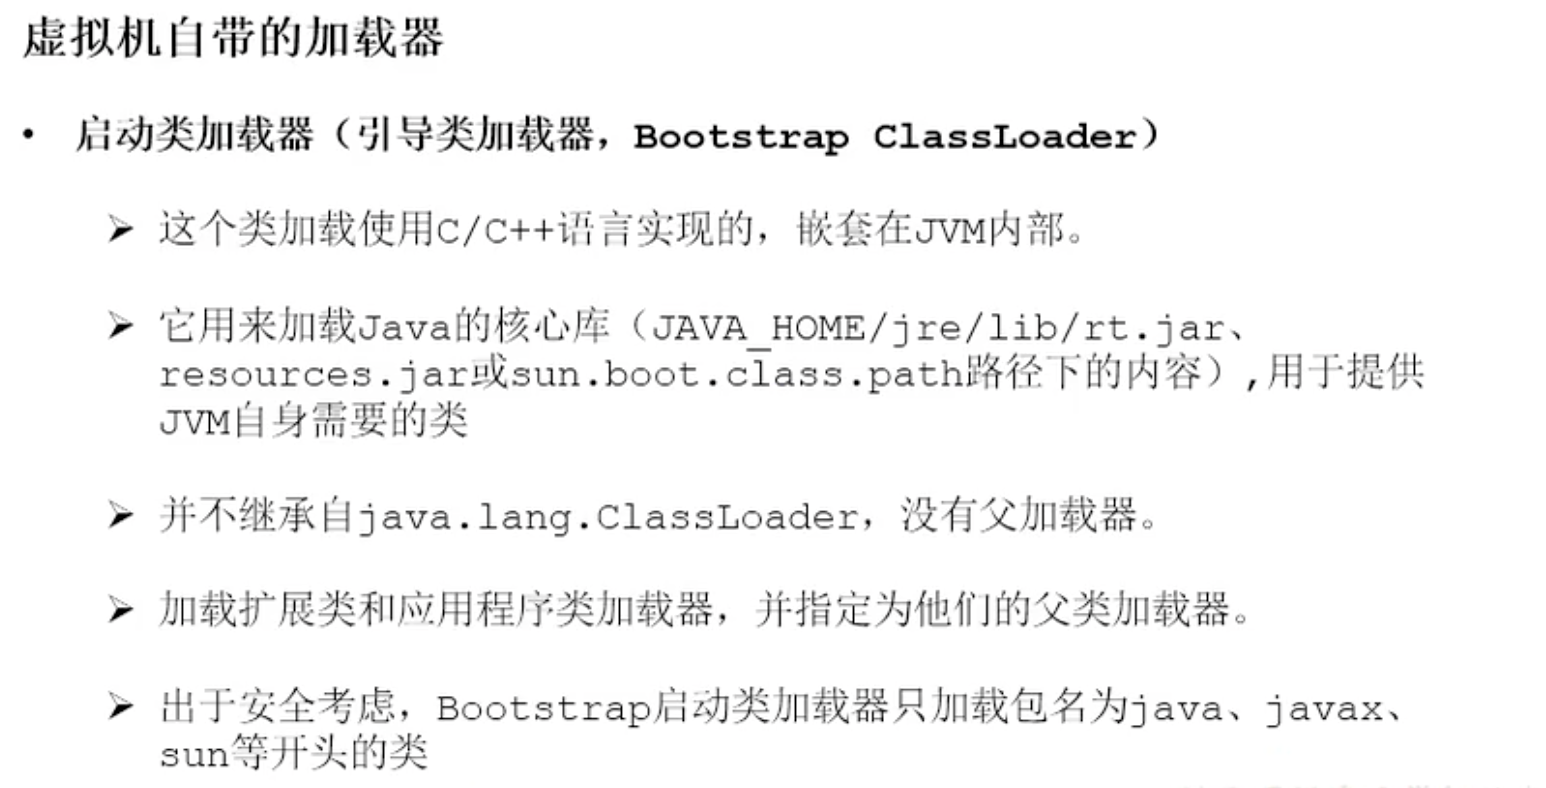 虚拟机自带的加载器
• 启动类加载器（引导类加载器，Bootstrap ClassLoader）
➢ 这个类加载使用C/C++语言实现的，嵌套在JVM内部。
➢ 它用来加载Java的核心库（JAVA_HOME/jre/lib/rt.jar、
resources.jar或sun.boot.class.path路径下的内容）,用于提供
JVM自身需要的类
➢ 并不继承自java.lang.ClassLoader，没有父加载器。
➢ 加载扩展类和应用程序类加载器，并指定为他们的父类加载器。
➢ 出于安全考虑，Bootstrap启动类加载器只加载包名为java、javax、
sun等开头的类